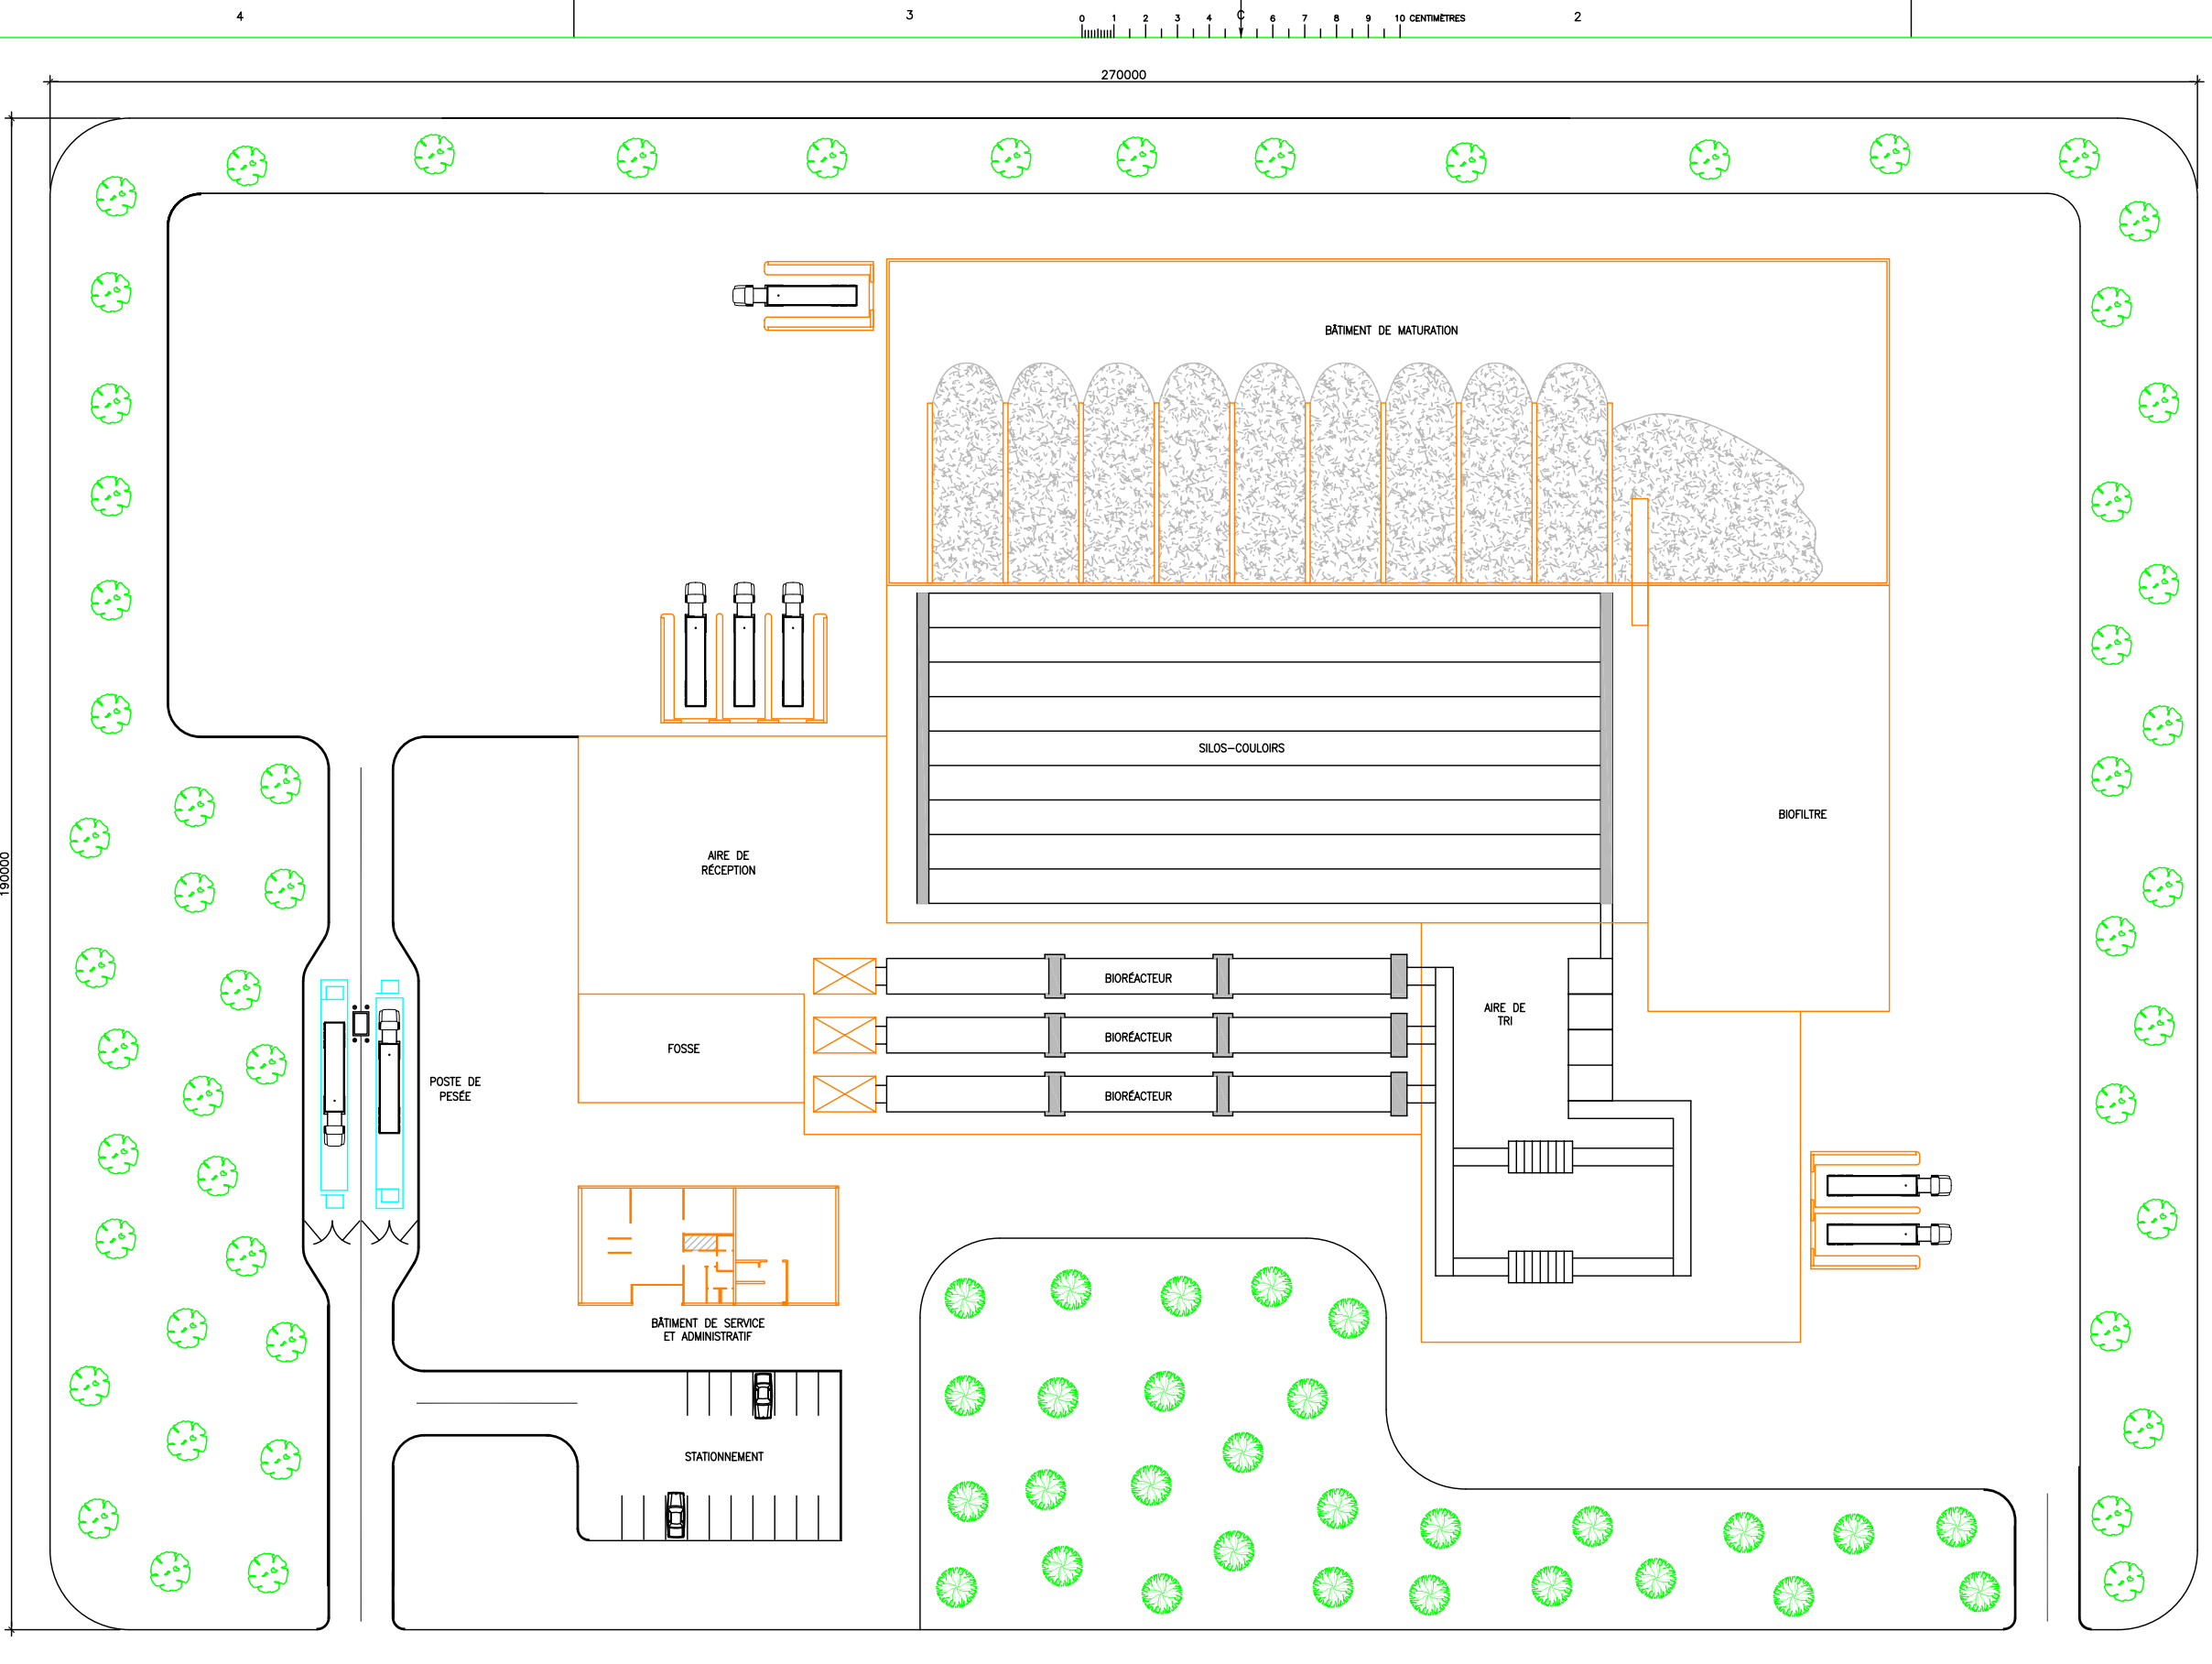 4
3
C
2
0 1 2 3 4 6 7 8 9 10 CENTIMÈTRES
270000
190000
BÂTIMENT DE MATURATION
SILOS-COULOIRS
BIOFILTRE
AIRE DE
RÉCEPTION
BIORÉACTEUR
AIRE DE
TRI
BIORÉACTEUR
FOSSE
POSTE DE
PESÉE
BIORÉACTEUR
BÂTIMENT DE SERVICE
ET ADMINISTRATIF
STATIONNEMENT